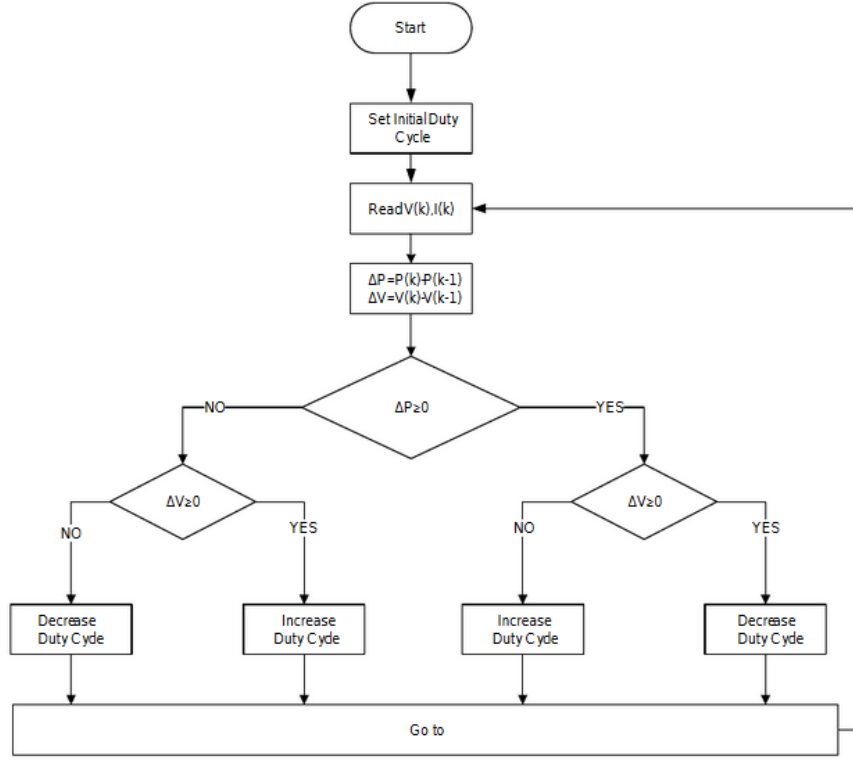 Start
Set Initial Duty
Cycle
Read V(k), I(k)
ΔP=P(k)-P(k-1)
ΔV=V(k)-V(k-1)
ΔP≥0
NO
YES
ΔV≥0
ΔV≥0
NO
YES
NO
YES
Decrease
Duty Cycle
Increase
Duty Cycle
Increase
Duty Cycle
Decrease
Duty Cycle
Go to